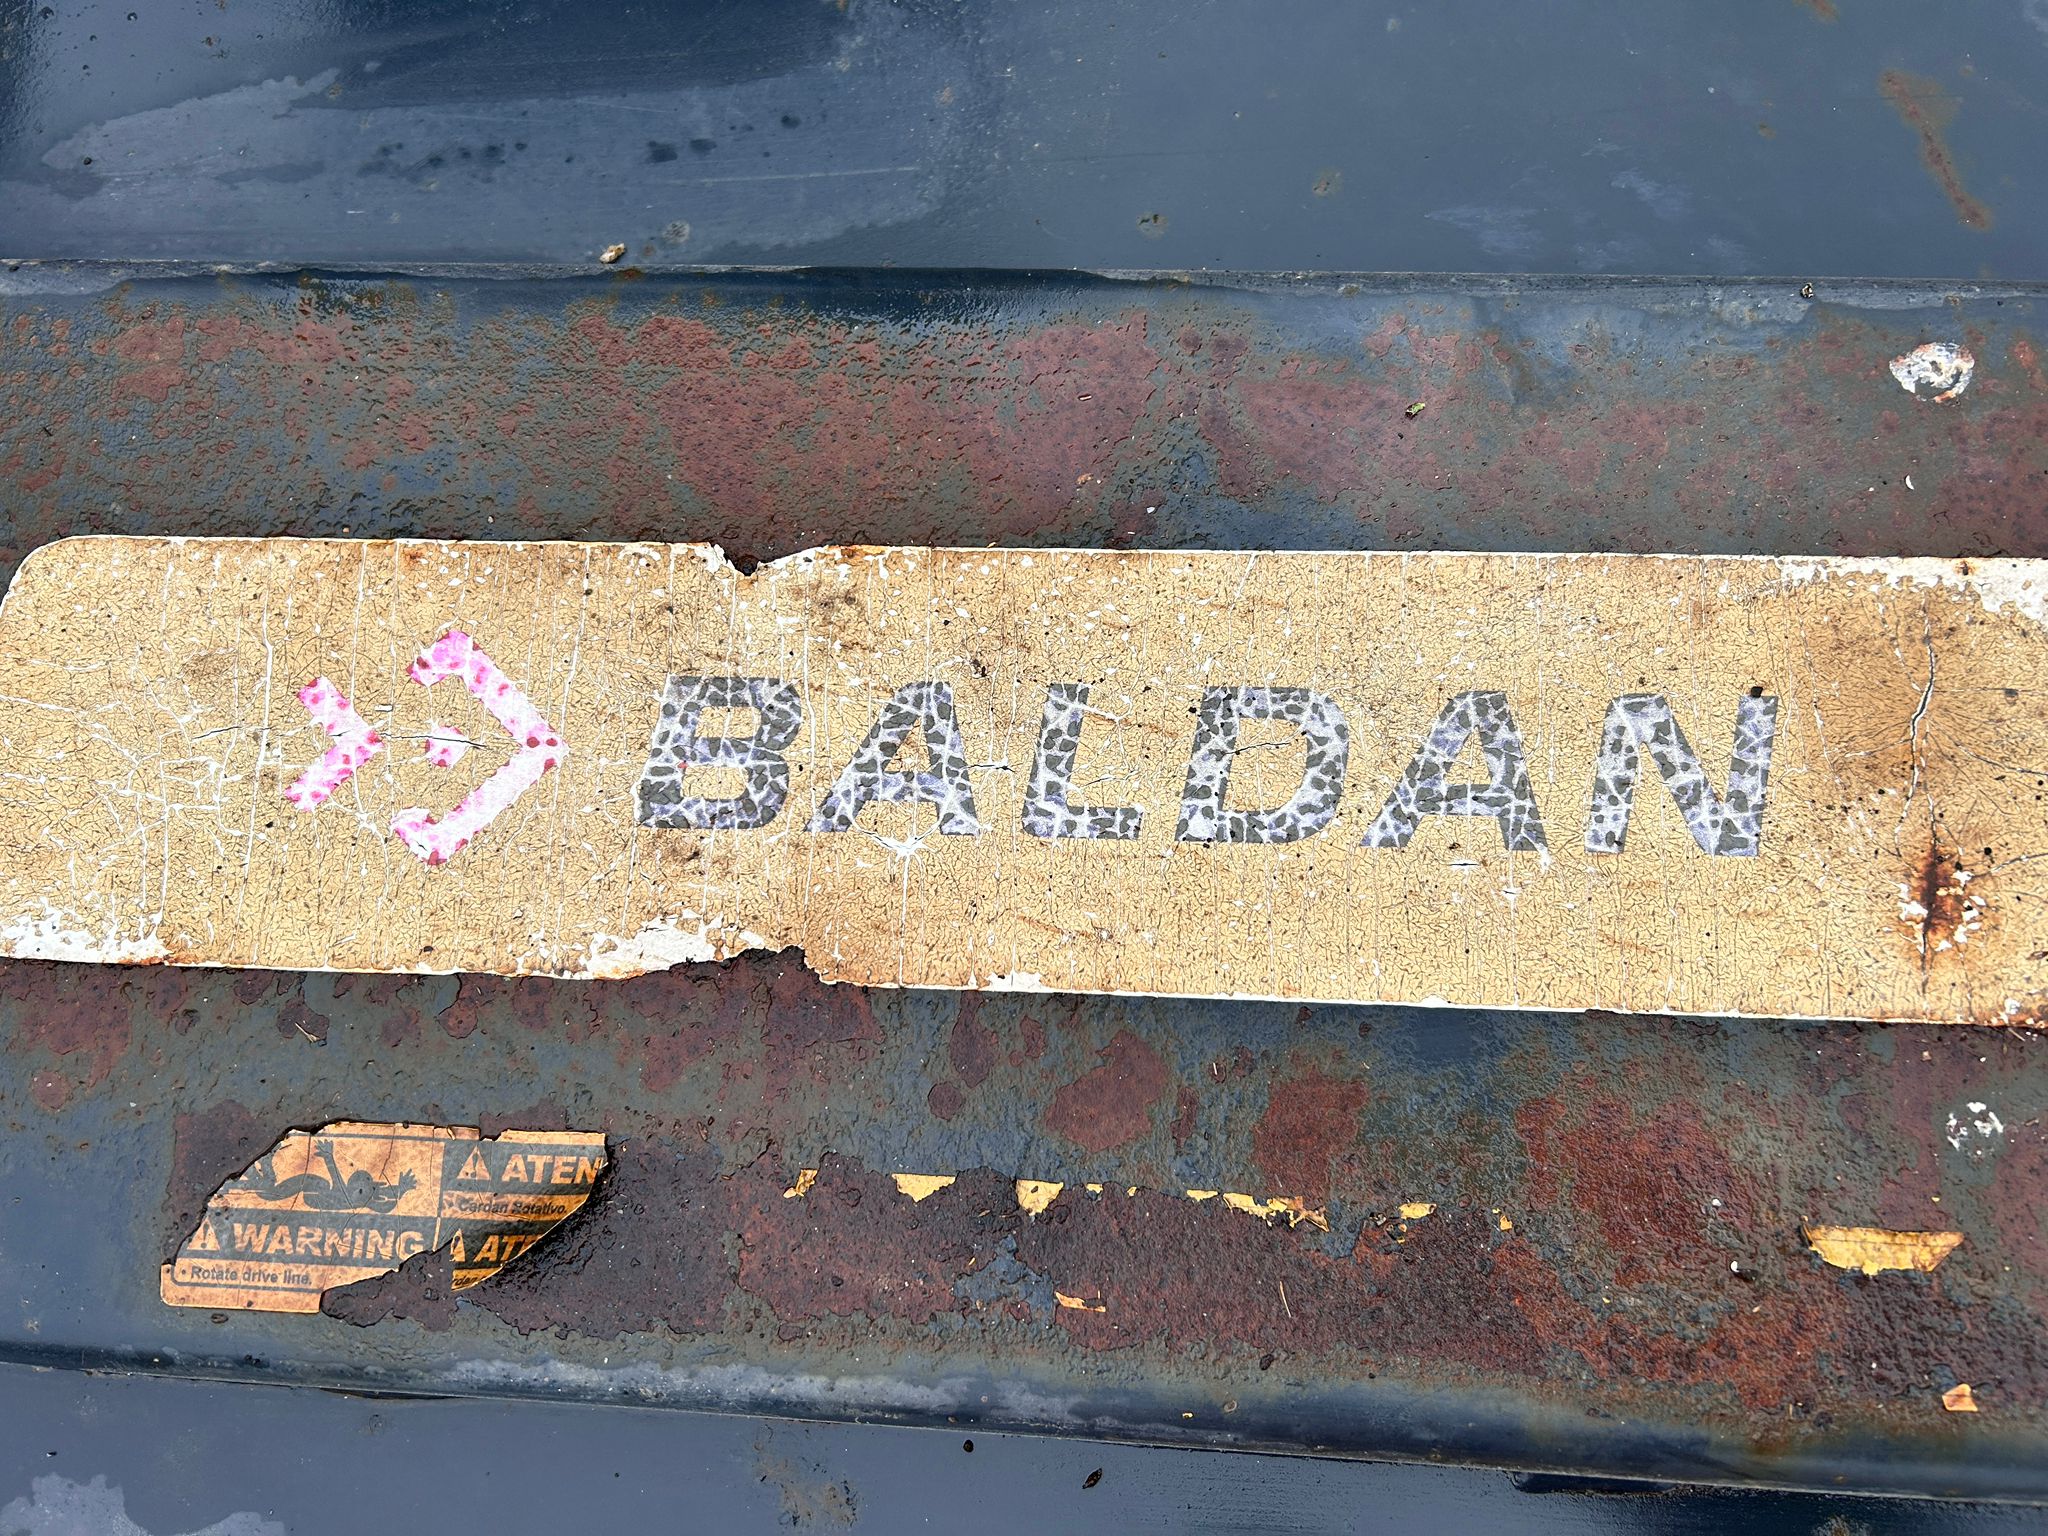 BALDAN
WARNING
• Rotate drive line.
ATEN
• Cardan Rotativo.